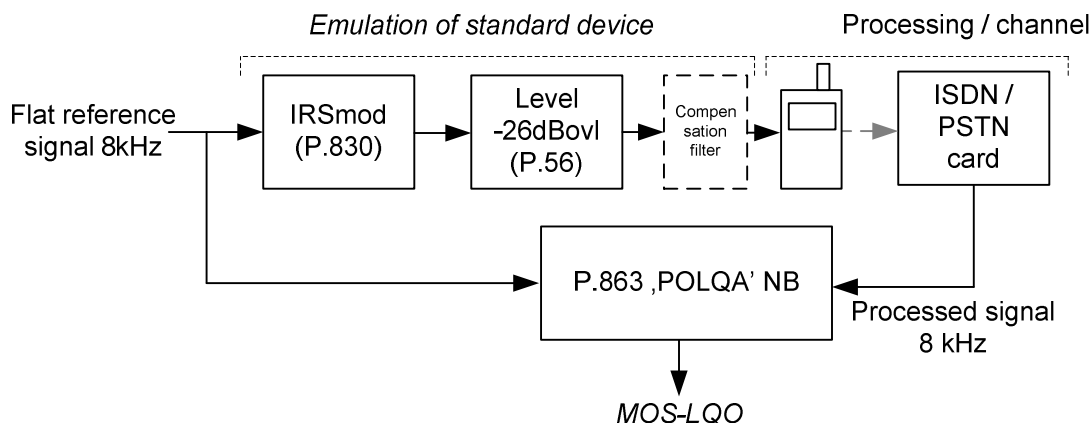 Emulation of standard device
Processing / channel
Flat reference
signal 8kHz
IRSmod
(P.830)
Level
-26dBovl
(P.56)
Compen
sation
filter
ISDN /
PSTN
card
P.863 ‚POLQA’ NB
Processed signal
8 kHz
MOS-LQO